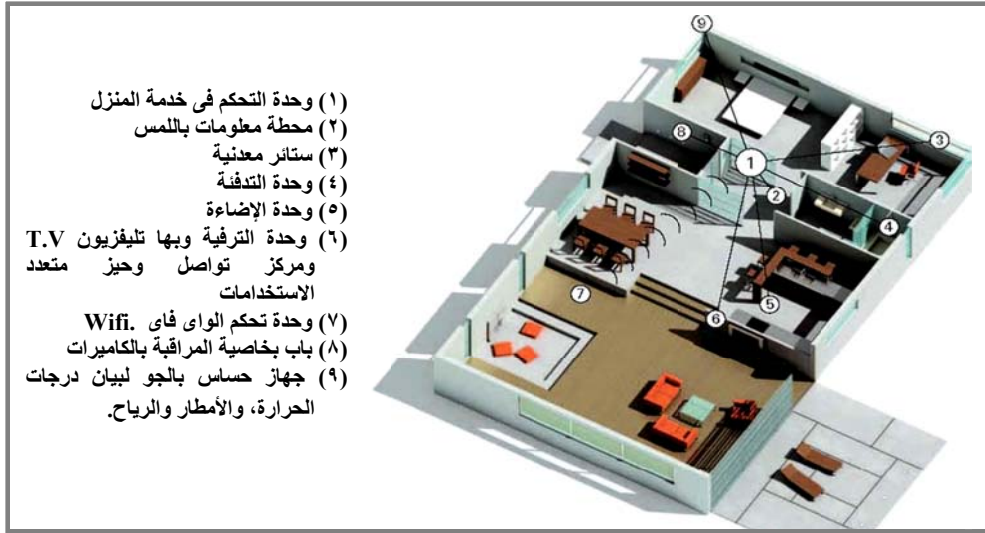 (١) وحدة التحكم فى خدمة المنزل
(٢) محطة معلومات باللمس
(٣) ستائر معدنية
(٤) وحدة التدفئة
(٥) وحدة الإضاءة
(٦) وحدة الترفية وبها تليفزيون T.V
ومركز تواصل وحيز متعدد
الاستخدامات
(٧) وحدة تحكم الواى فاى Wifi.
(٨) باب بخاصية المراقبة بالكاميرات
(٩) جهاز حساس بالجو لبيان درجات
الحرارة، والأمطار والرياح.
9
8
3
1
2
4
7
5
6